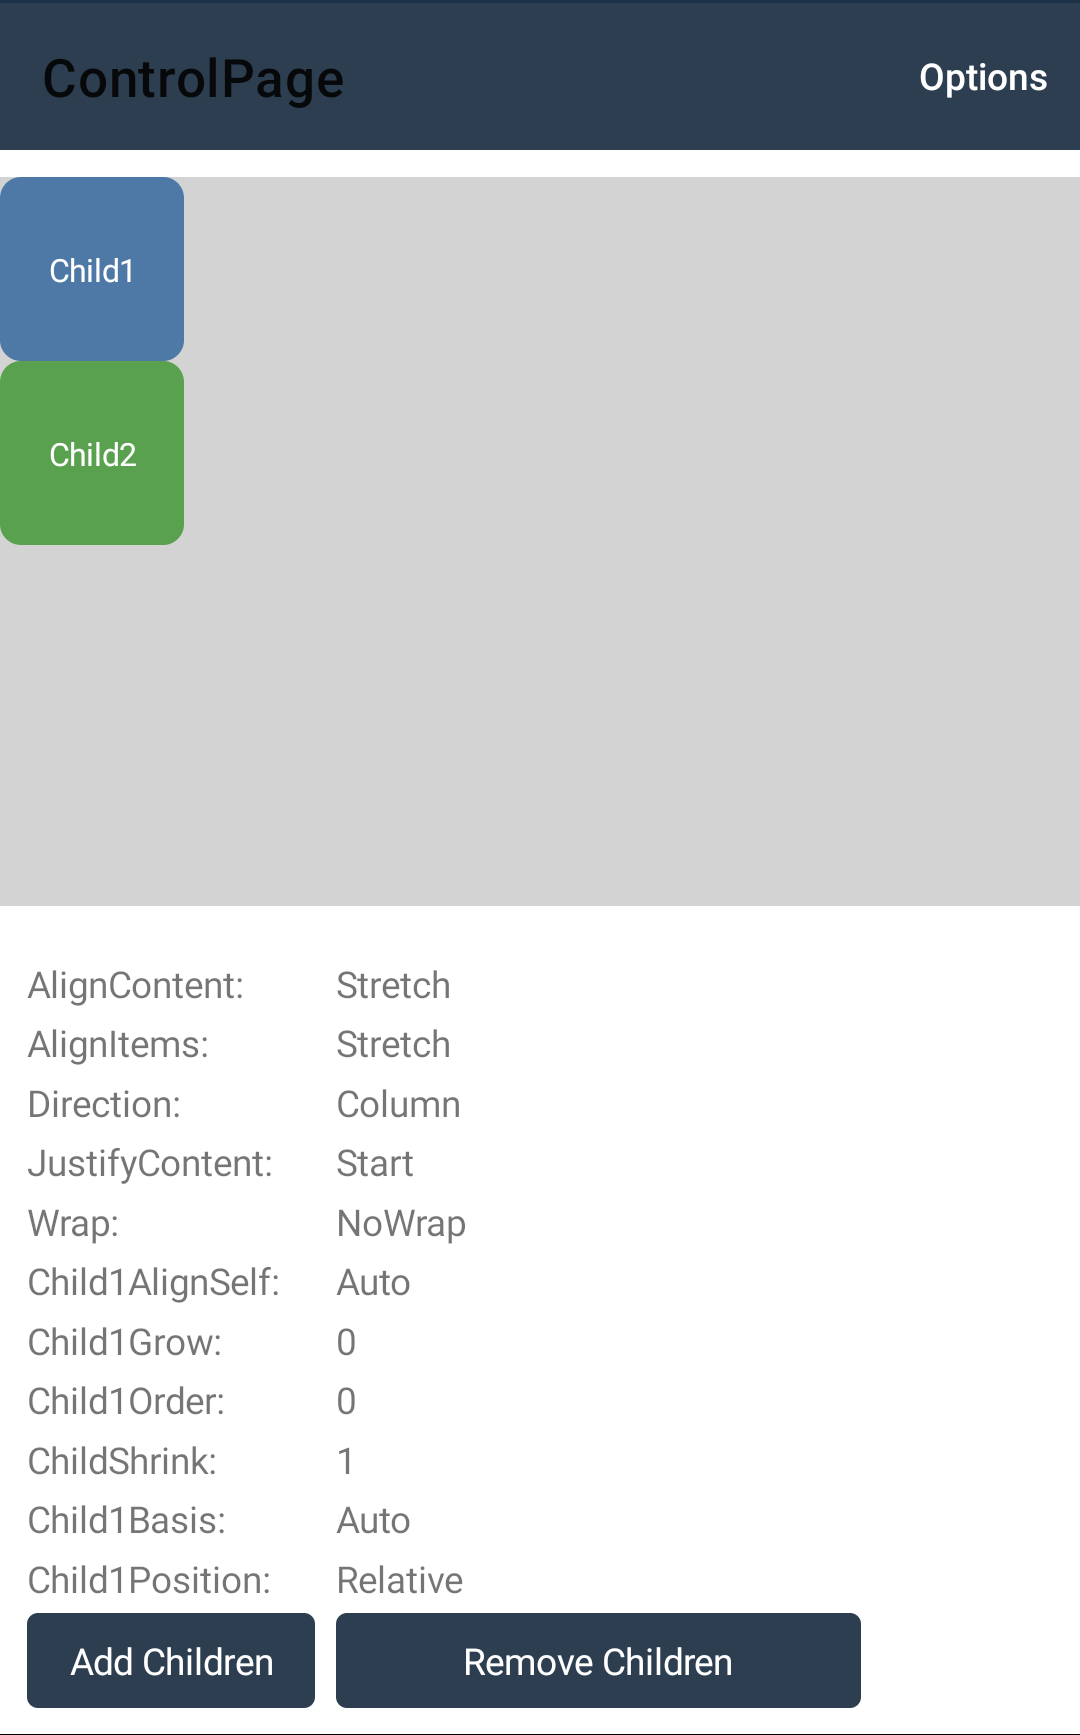 ControlPage Options
Child1
Child2
AlignContent: Stretch
AlignItems: Stretch
Direction: Column
JustifyContent: Start
Wrap: NoWrap
Child1AlignSelf: Auto
Child1Grow: 0
Child1Order: 0
ChildShrink: 1
Child1Basis: Auto
Child1Position: Relative
Add Children Remove Children